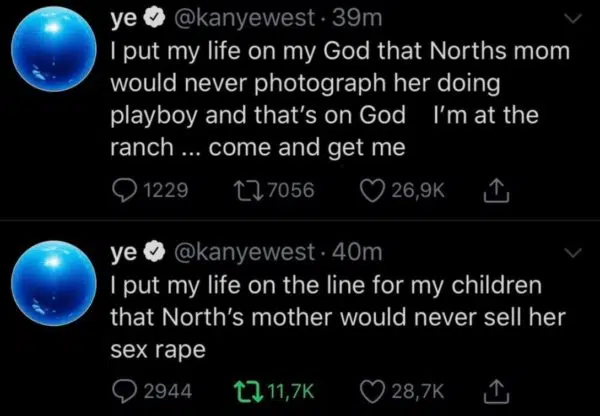 ye @kanyewest · 39m
I put my life on my God that Norths mom
would never photograph her doing
playboy and that's on God I'm at the
ranch ... come and get me
1229 7056 26,9K
ye @kanyewest · 40m
I put my life on the line for my children
that North's mother would never sell her
sex rape
2944 11,7K 28,7K